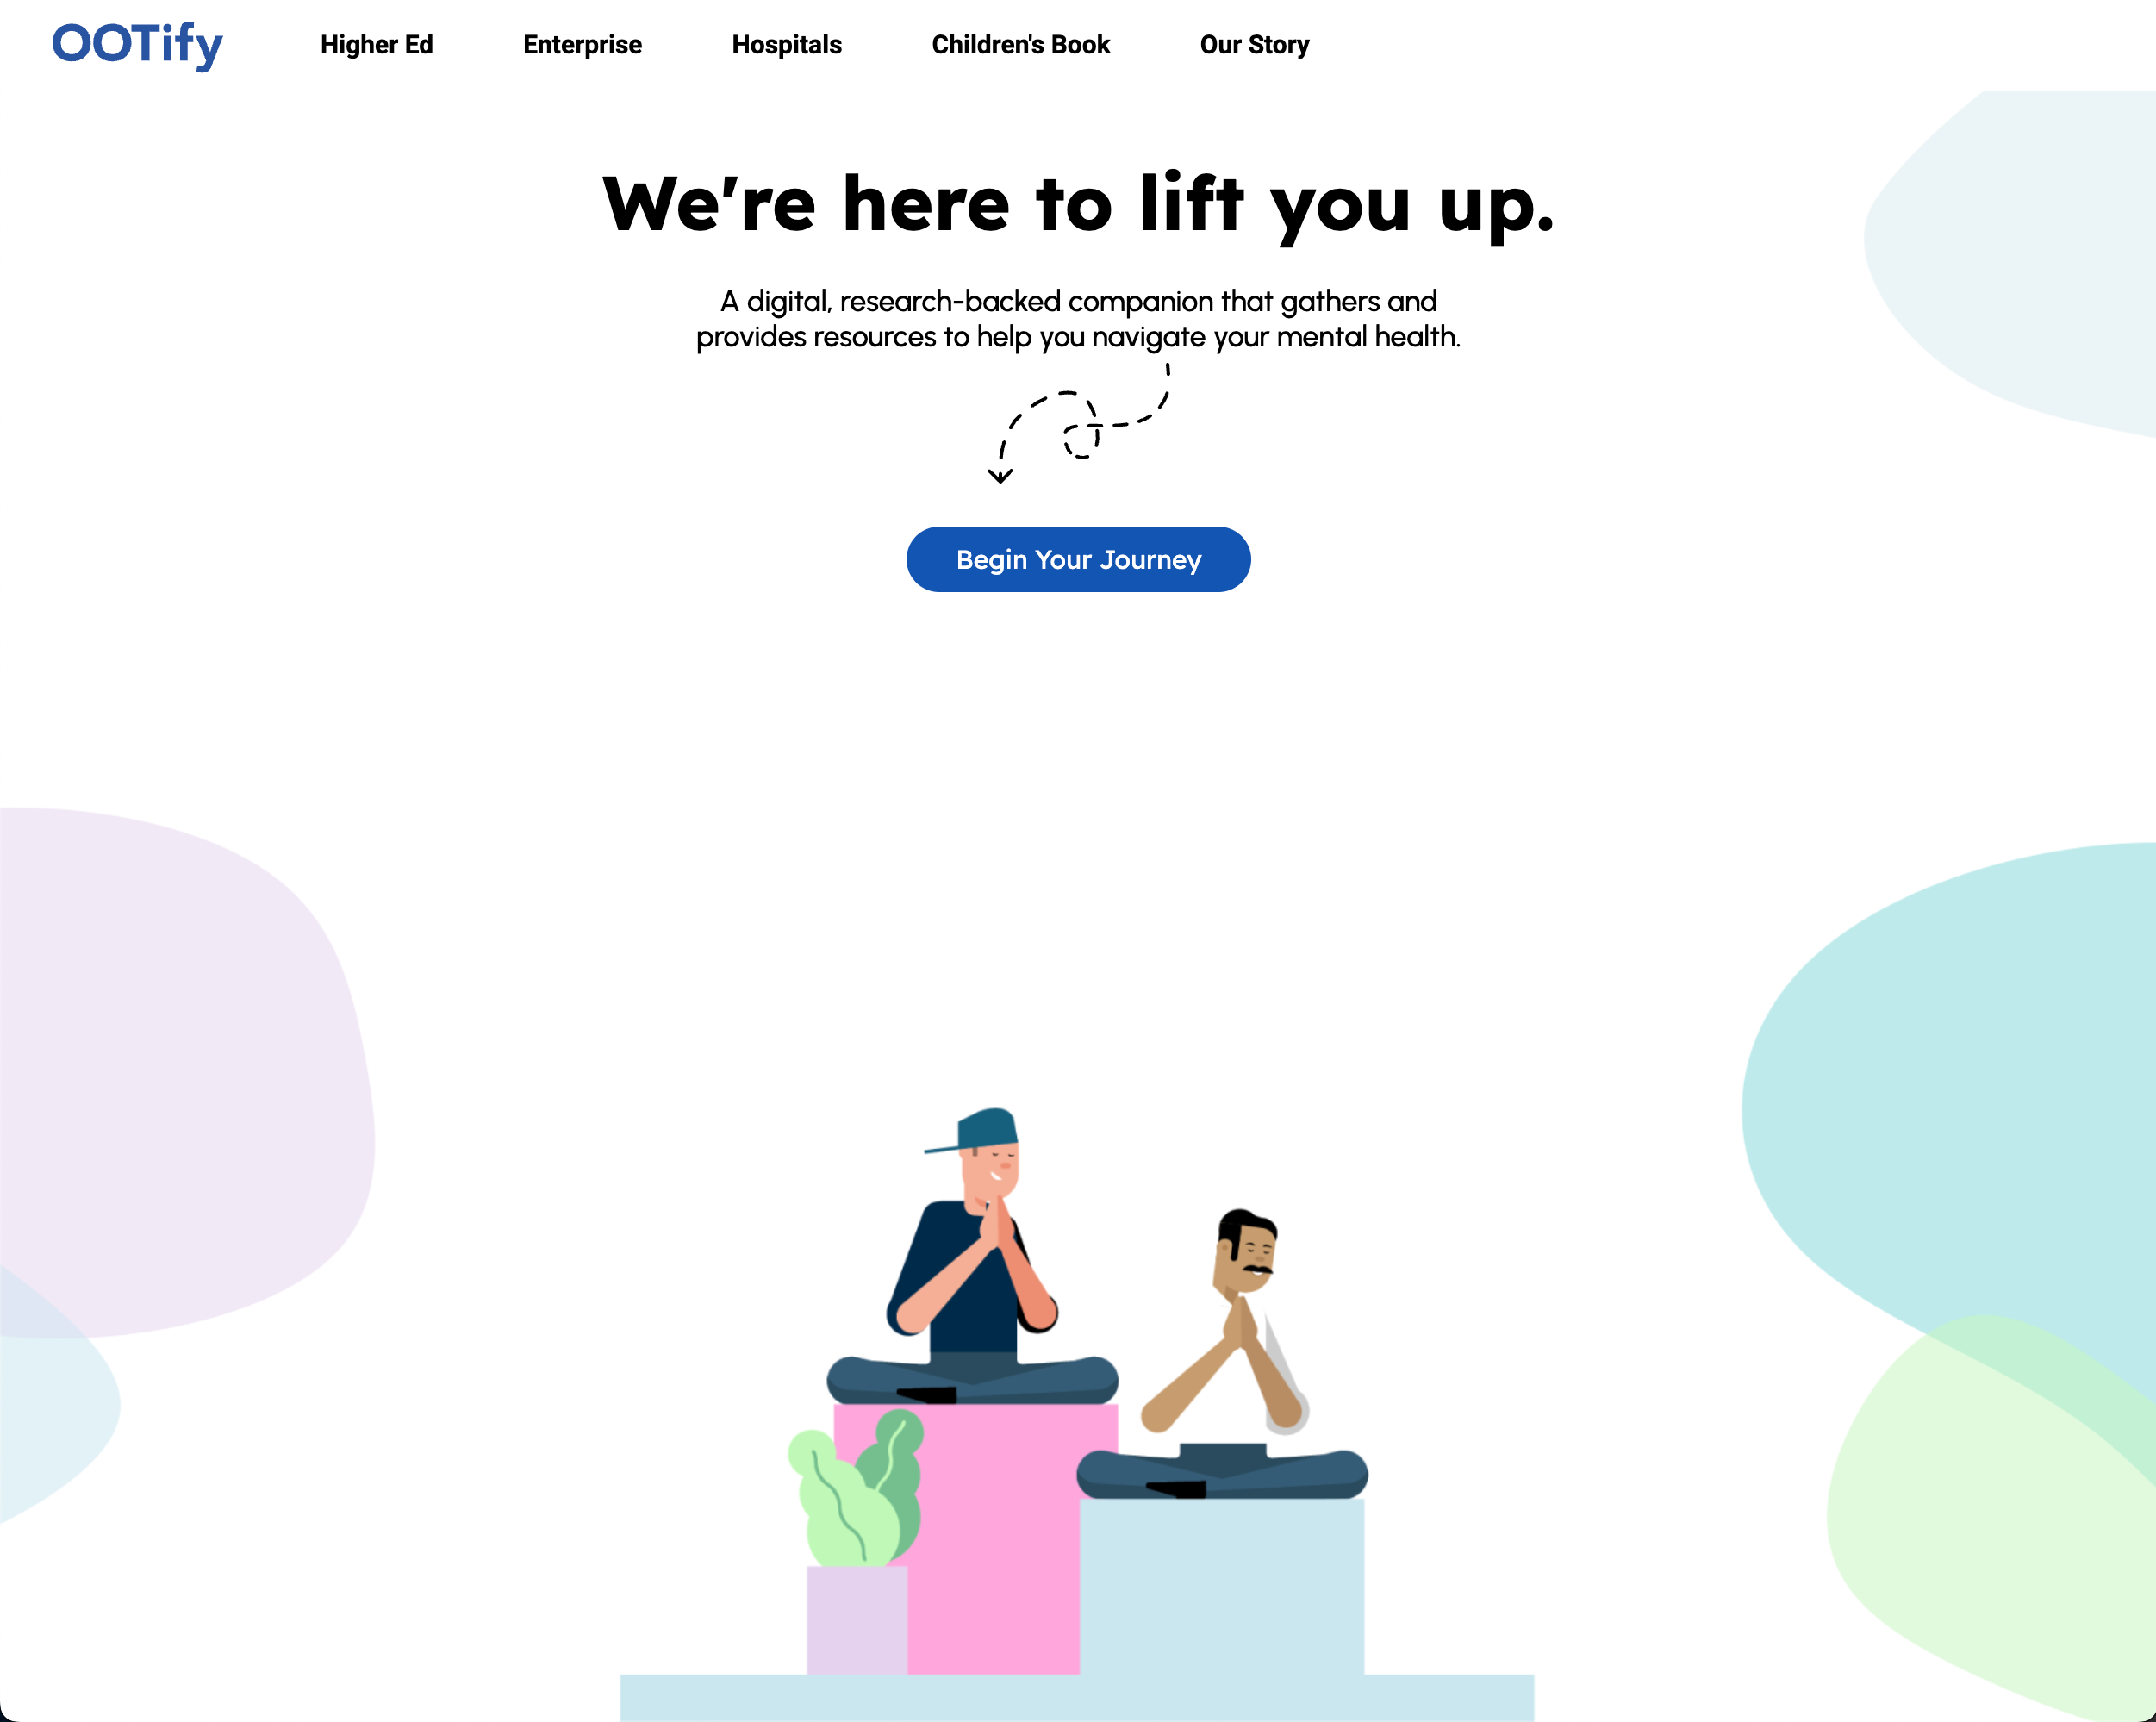 OOTify
Higher Ed
Enterprise
Hospitals
Children's Book
Our Story
We're here to lift you up.
A digital, research-backed companion that gathers and
provides resources to help you navigate your mental health.
Begin Your Journey